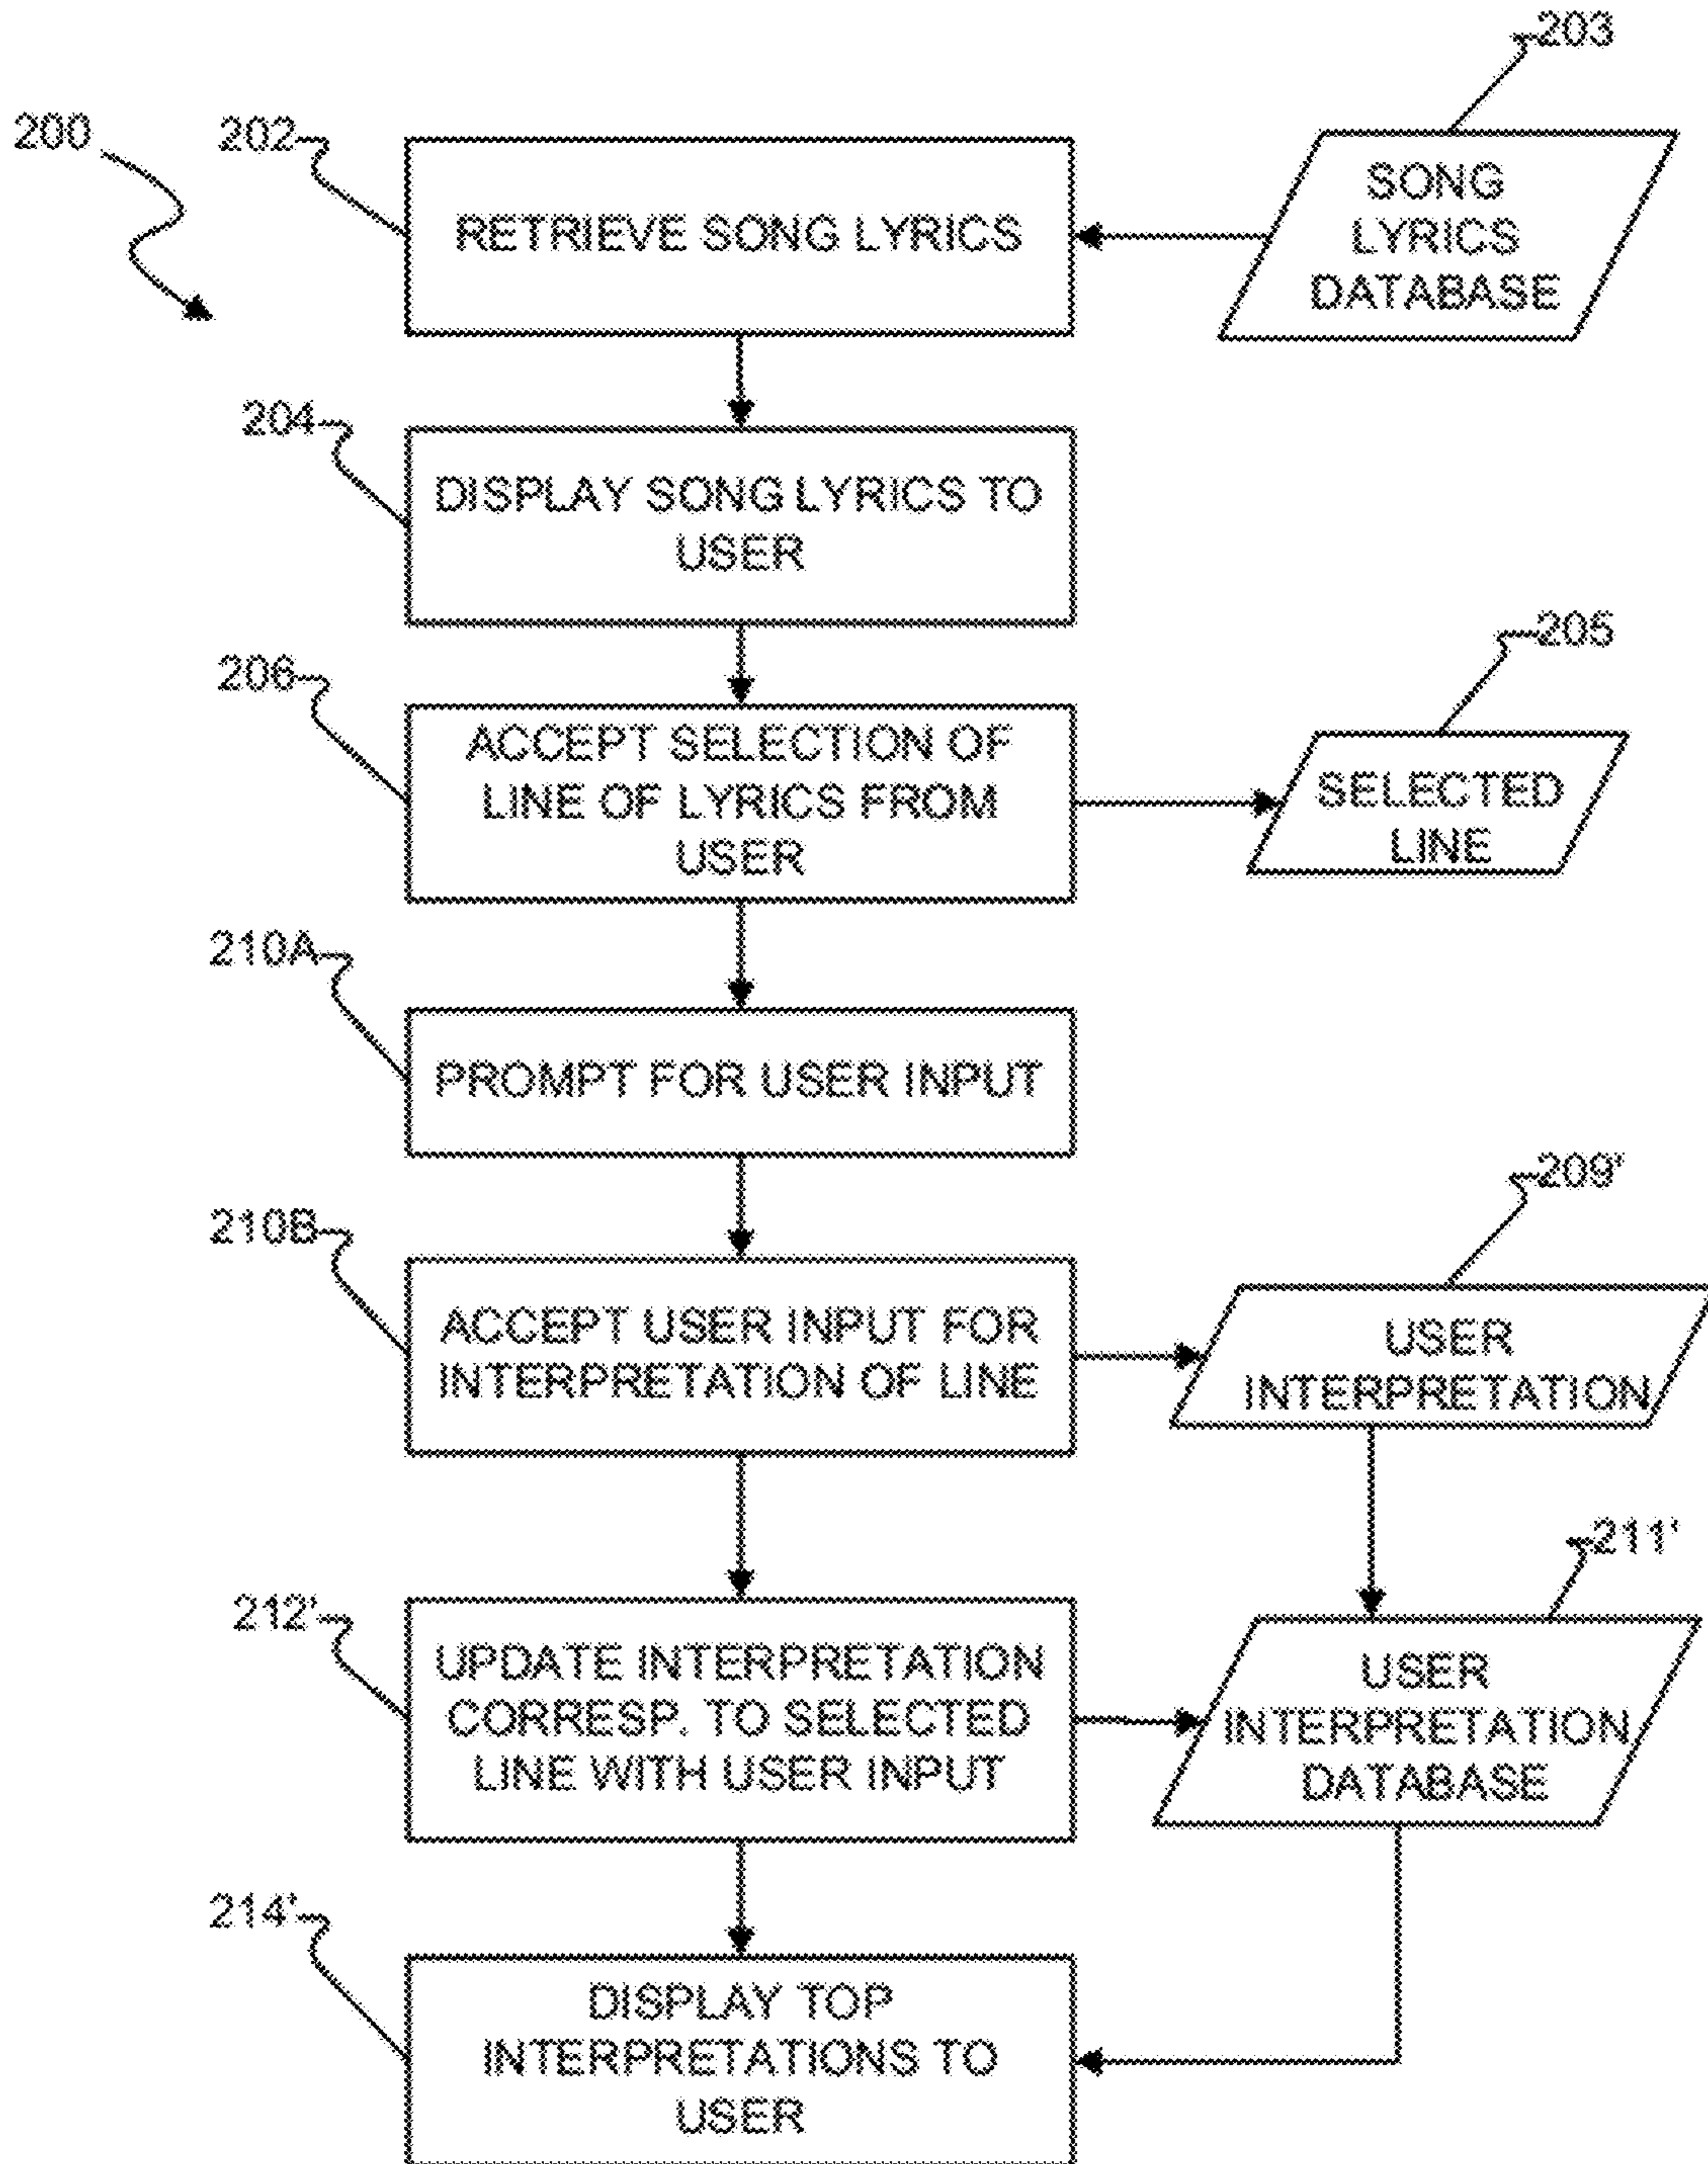 203
200
202
RETRIEVE SONG LYRICS
SONG
LYRICS
DATABASE
204
DISPLAY SONG LYRICS TO
USER
206
205
ACCEPT SELECTION OF
LINE OF LYRICS FROM
USER
SELECTED
LINE
210A
PROMPT FOR USER INPUT
209'
210B
ACCEPT USER INPUT FOR
INTERPRETATION OF LINE
USER
INTERPRETATION
211'
212'
UPDATE INTERPRETATION
CORRESP. TO SELECTED
LINE WITH USER INPUT
USER
INTERPRETATION
DATABASE
214'
DISPLAY TOP
INTERPRETATIONS TO
USER